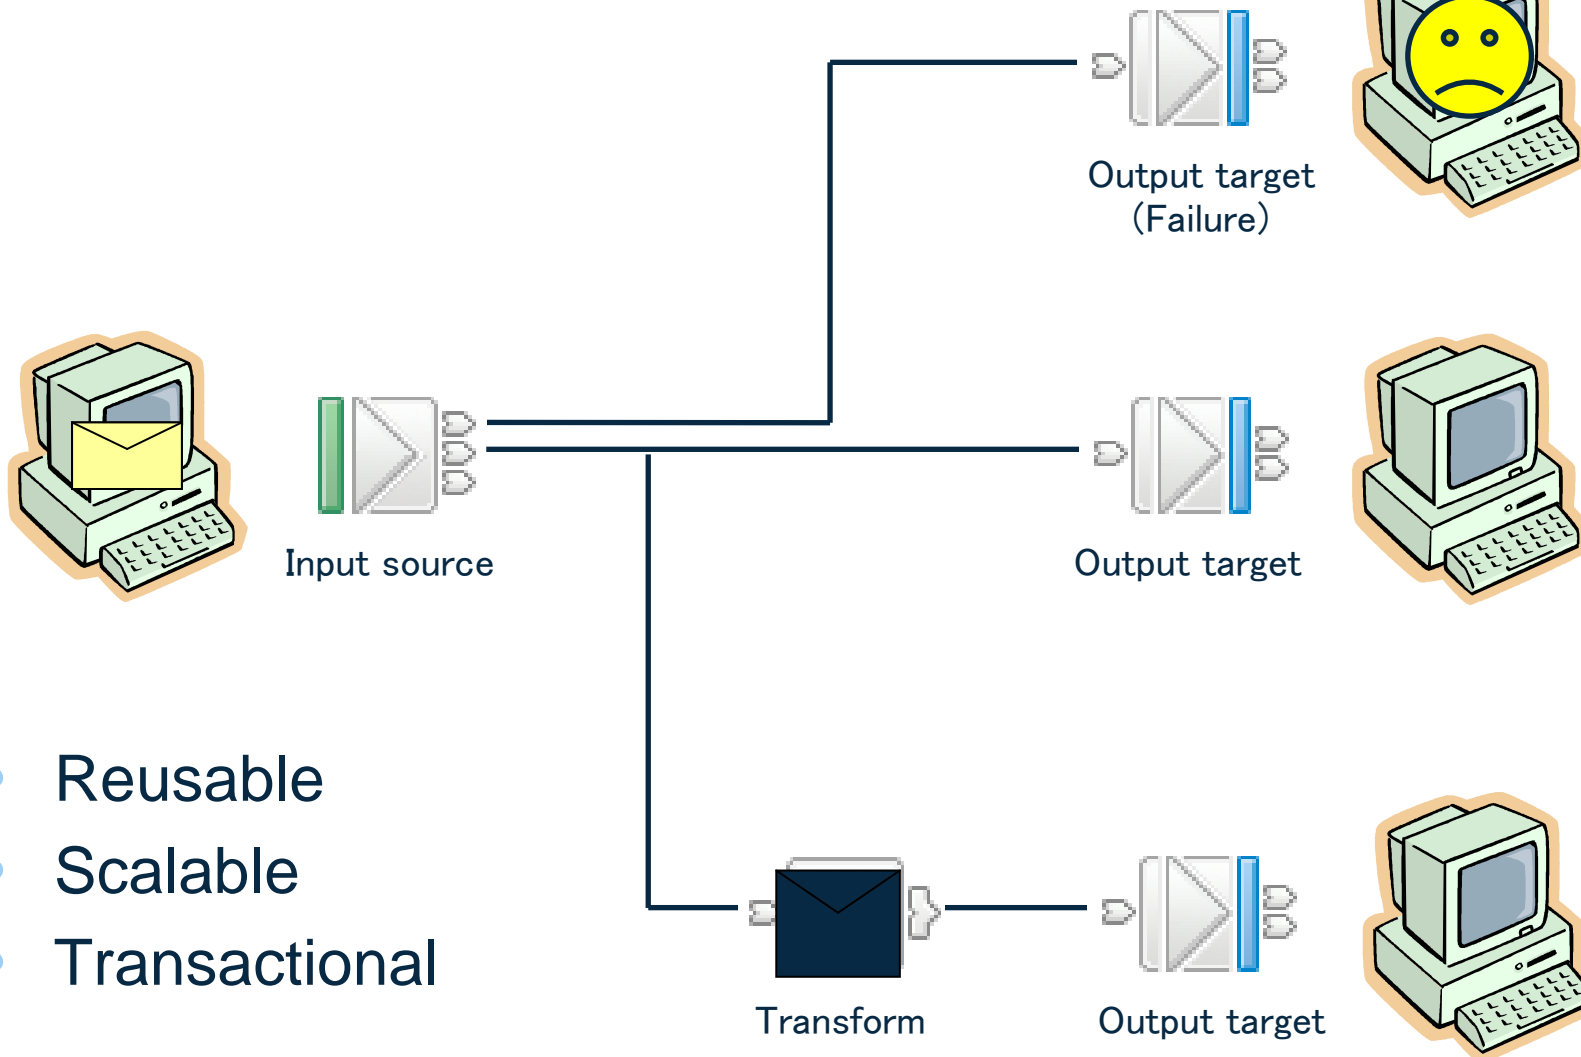 Output target
(Failure)
Input source
Output target
Reusable
Scalable
Transactional
Transform
Output target